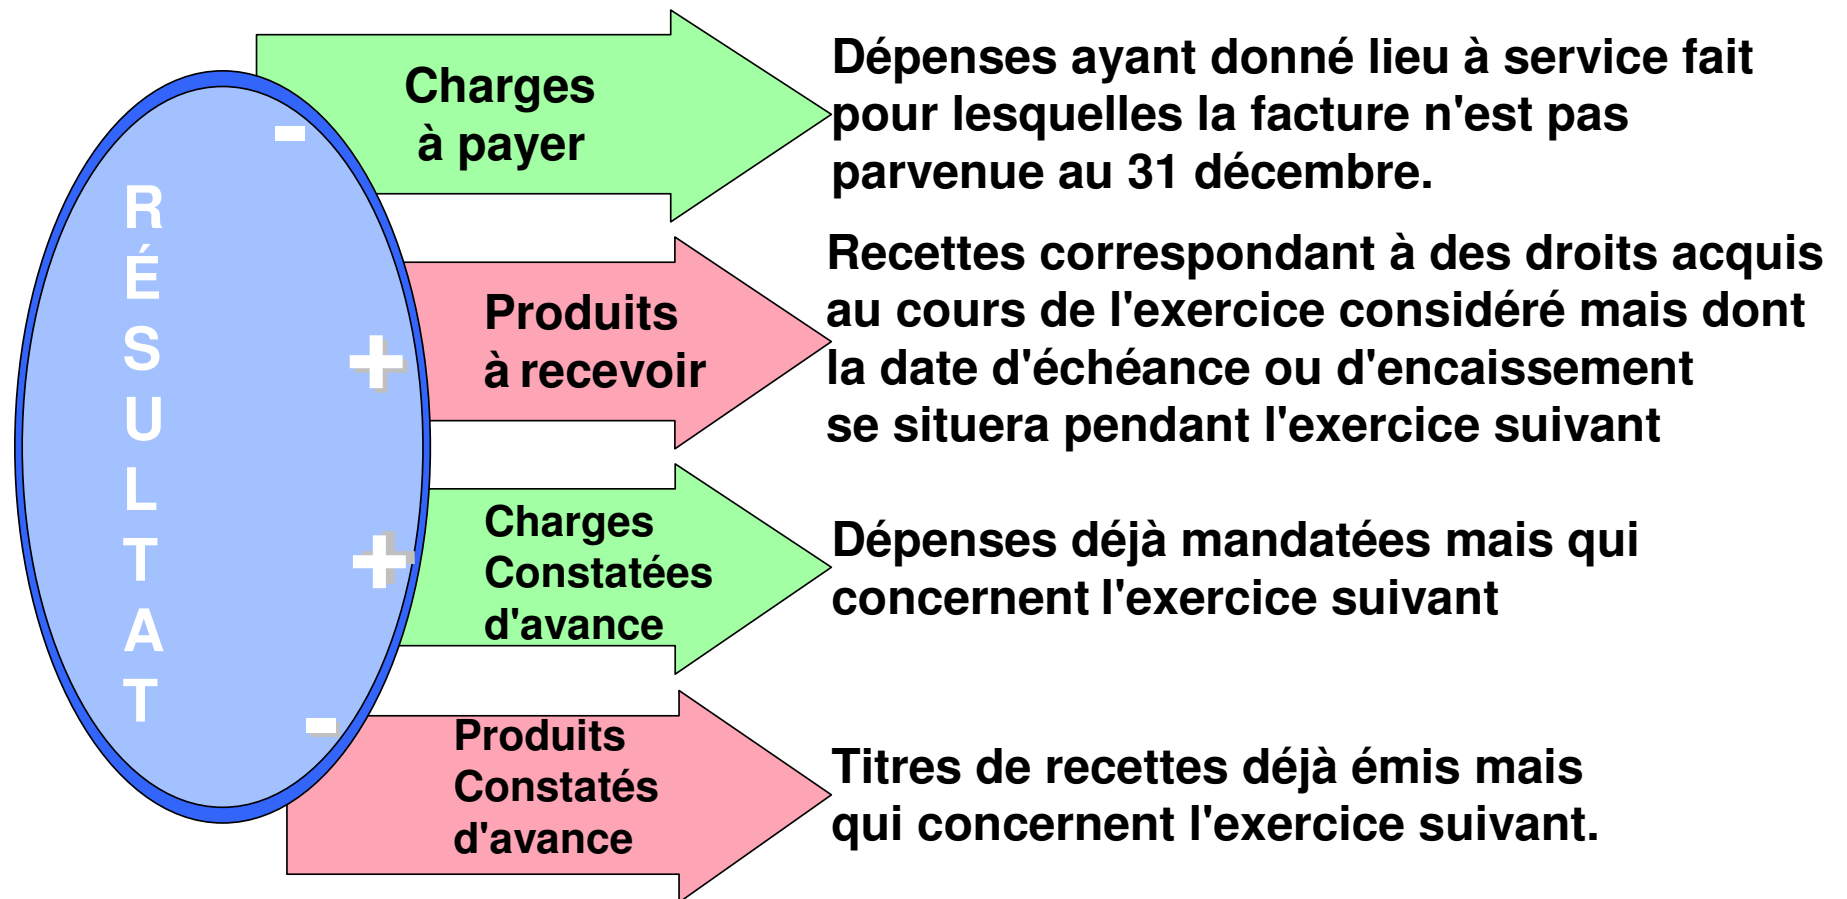 R
É
S
U
L
T
A
T
-
Charges
à payer
Dépenses ayant donné lieu à service fait
pour lesquelles la facture n'est pas
parvenue au 31 décembre.
+
Produits
à recevoir
Recettes correspondant à des droits acquis
au cours de l'exercice considéré mais dont
la date d'échéance ou d'encaissement
se situera pendant l'exercice suivant
+
Charges
Constatées
d'avance
Dépenses déjà mandatées mais qui
concernent l'exercice suivant
-
Produits
Constatés
d'avance
Titres de recettes déjà émis mais
qui concernent l'exercice suivant.